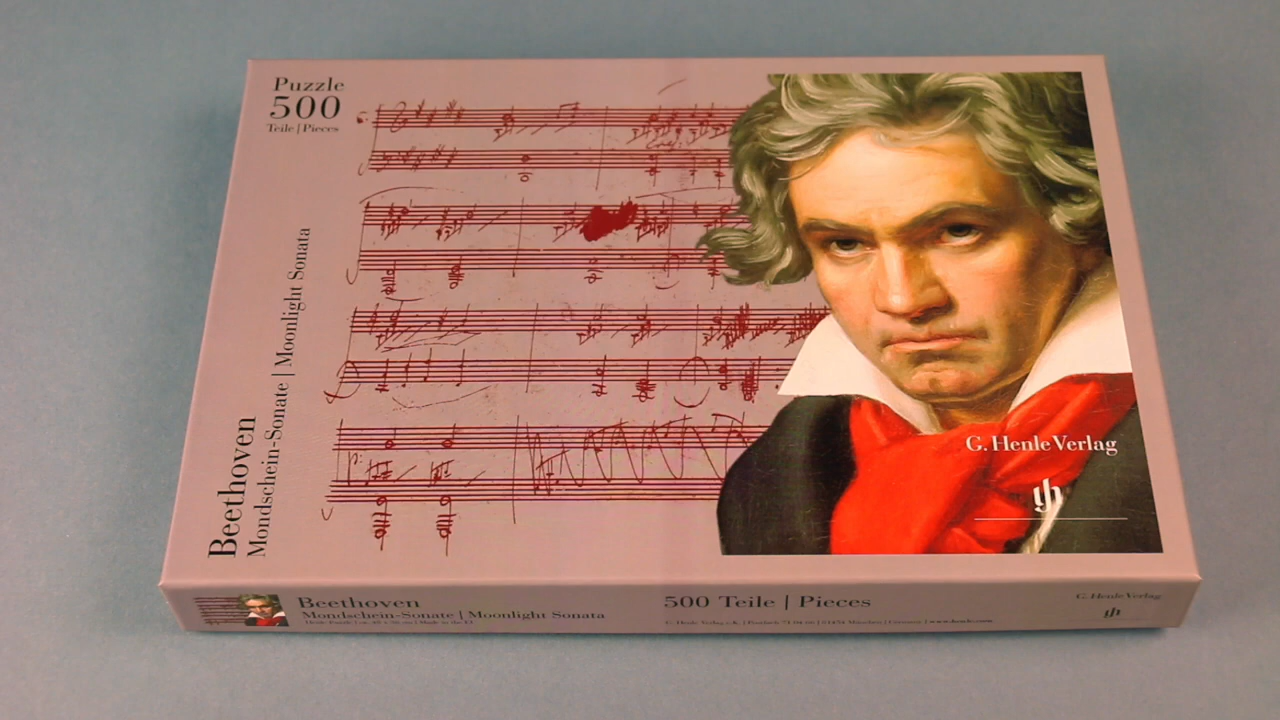 Puzzle
500
Teile | Pieces
Beethoven
Mondschein-Sonate | Moonlight Sonata
G. Henle Verlag
Beethoven
Mondschein-Sonate | Moonlight Sonata
500 Teile | Pieces
G. Henle Verlag